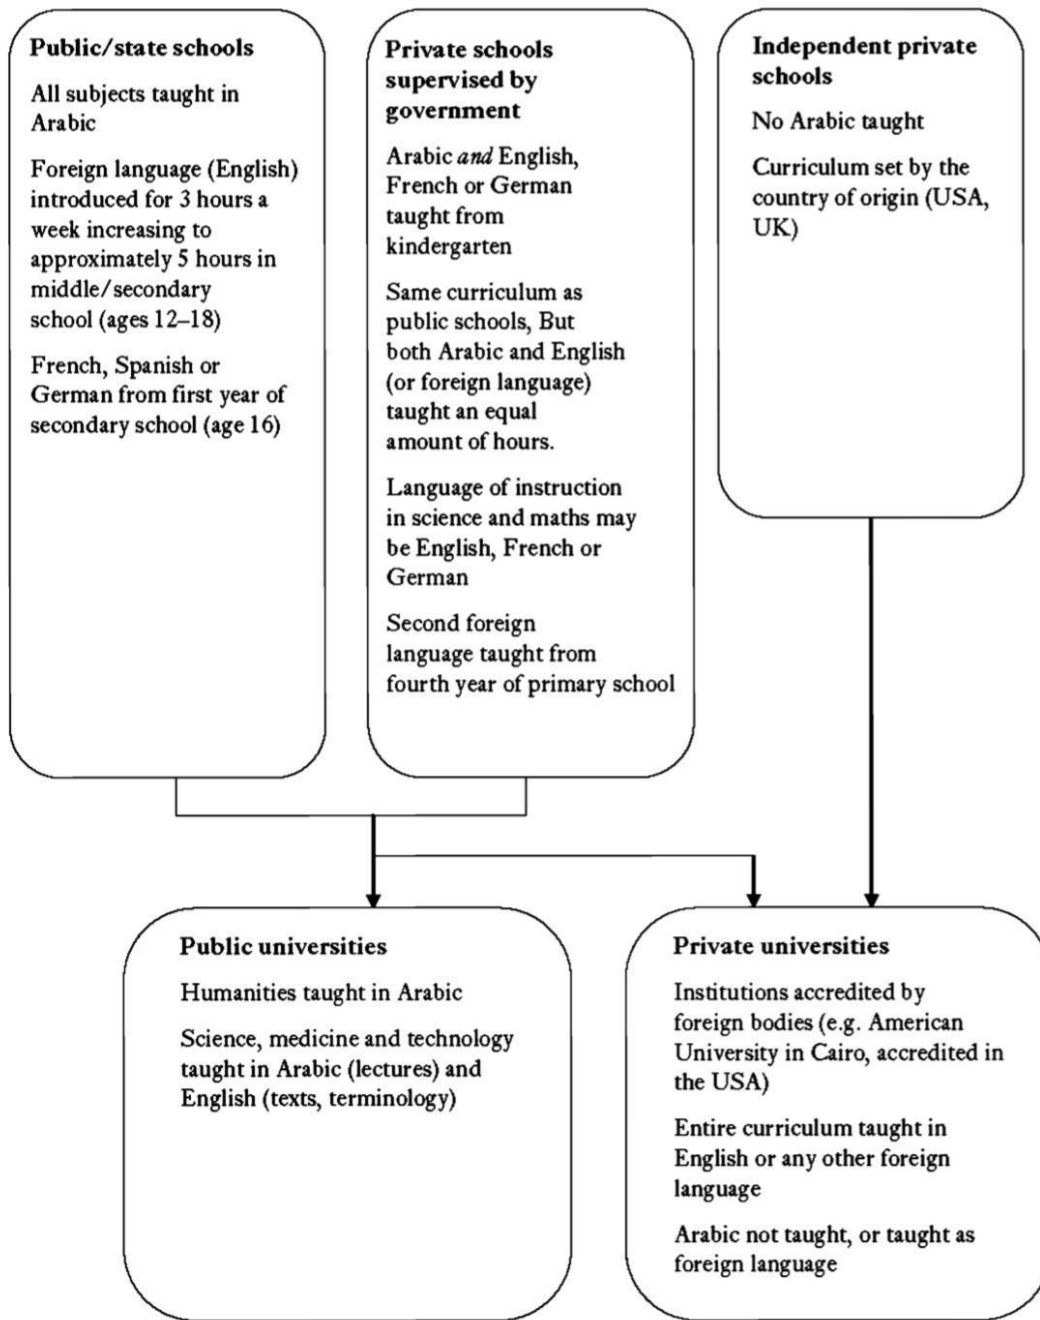 Public/state schools
All subjects taught in
Arabic
Foreign language (English)
introduced for 3 hours a
week increasing to
approximately 5 hours in
middle/secondary
school (ages 12–18)
French, Spanish or
German from first year of
secondary school (age 16)
Private schools
supervised by
government
Arabic and English,
French or German
taught from
kindergarten
Same curriculum as
public schools, But
both Arabic and English
(or foreign language)
taught an equal
amount of hours.
Language of instruction
in science and maths may
be English, French or
German
Second foreign
language taught from
fourth year of primary school
Independent private
schools
No Arabic taught
Curriculum set by the
country of origin (USA,
UK)
Public universities
Humanities taught in Arabic
Science, medicine and technology
taught in Arabic (lectures) and
English (texts, terminology)
Private universities
Institutions accredited by
foreign bodies (e.g. American
University in Cairo, accredited in
the USA)
Entire curriculum taught in
English or any other foreign
language
Arabic not taught, or taught as
foreign language